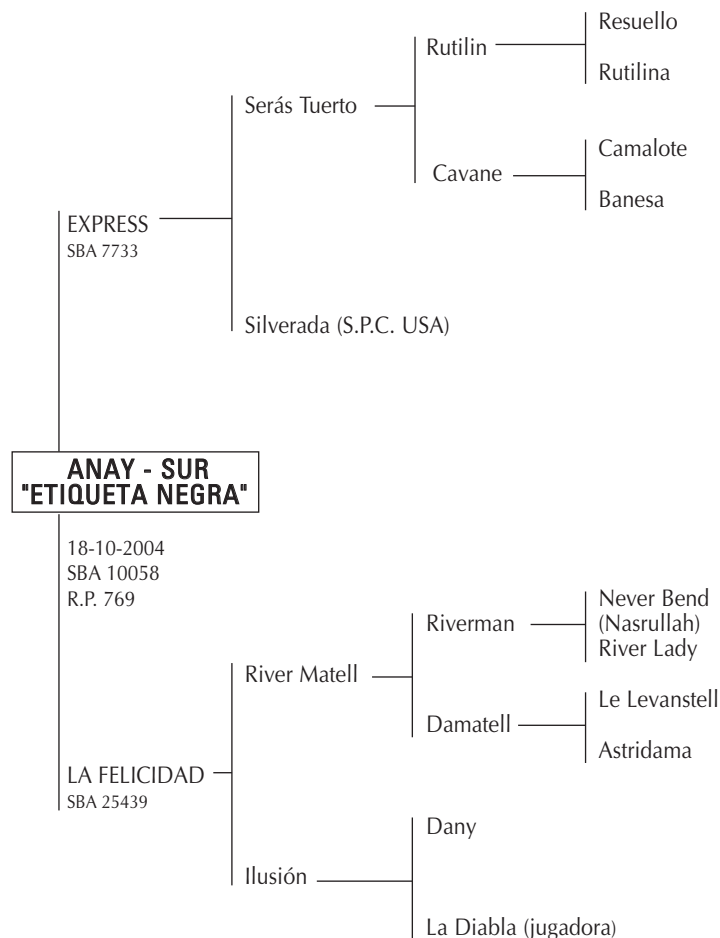 Resuello
Rutilin
Rutilina
Serás Tuerto
Camalote
Cavane
Banesa
EXPRESS
SBA 7733
Silverada (S.P.C. USA)
ANAY - SUR
"ETIQUETA NEGRA"
18-10-2004
SBA 10058
R.P. 769
Never Bend
Riverman
(Nasrullah)
River Lady
River Matell
Le Levanstell
Damatell
Astridama
LA FELICIDAD
SBA 25439
Dany
Ilusión
La Diabla (jugadora)